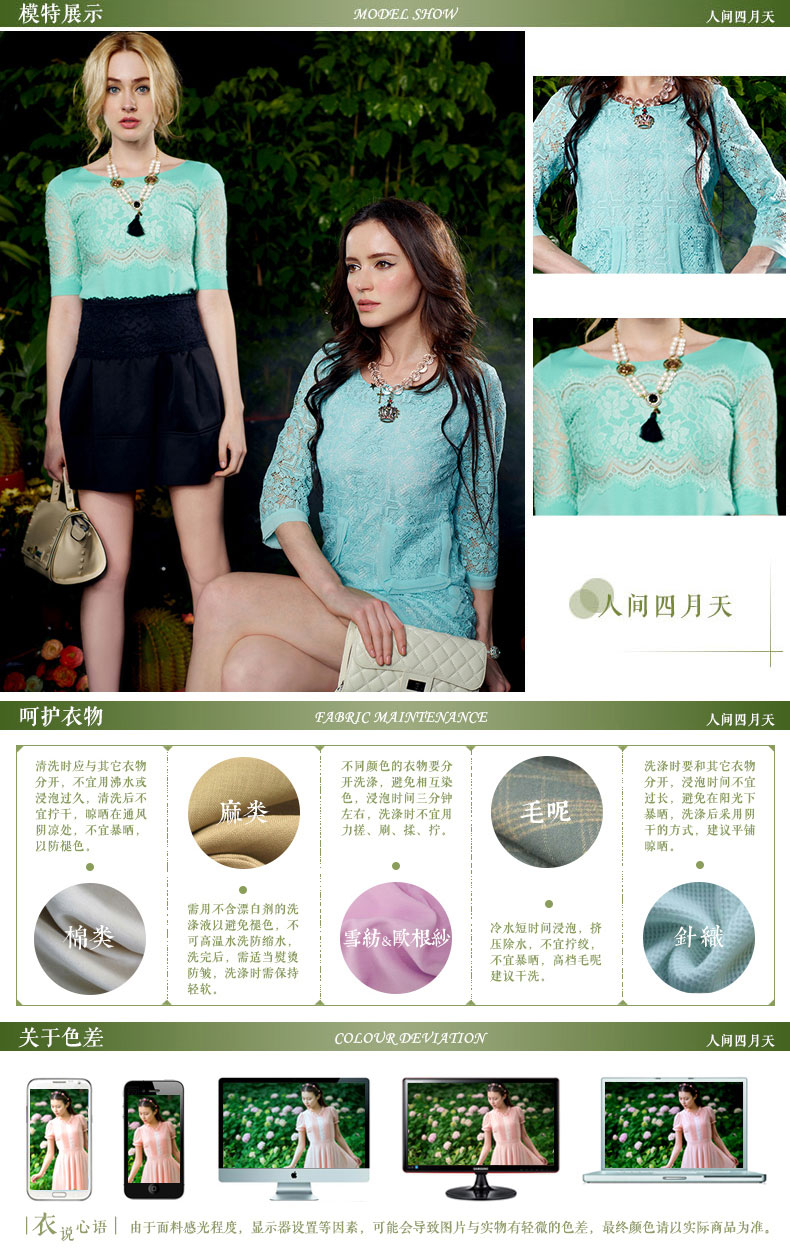 模特展示 MODEL SHOW 人间四月天
人间四月天
呵护衣物 FABRIC MAINTENANCE 人间四月天
清洗时应与其它衣物
分开，不宜用沸水或
浸泡过久，清洗后不
宜拧干，晾晒在通风
阴凉处，不宜暴晒，
以防褪色。
棉类
麻类
需用不含漂白剂的洗
涤液以避免褪色，不
可高温水洗防缩水，
洗完后，需适当熨烫
防皱，洗涤时需保持
轻软。
不同颜色的衣物要分
开洗涤，避免相互染
色，浸泡时间三分钟
左右，洗涤时不宜用
力搓、刷、揉、拧。
雪紡&歐根紗
毛呢
冷水短时间浸泡，挤
压除水，不宜拧绞，
不宜暴晒，高档毛呢
建议干洗。
洗涤时要和其它衣物
分开，浸泡时间不宜
过长，避免在阳光下
暴晒，洗涤后采用阴
干的方式，建议平铺
晾晒。
針織
关于色差 COLOUR DEVIATION 人间四月天
SAMSUNG
衣说心语 由于面料感光程度，显示器设置等因素，可能会导致图片与实物有轻微的色差，最终颜色请以实际商品为准。